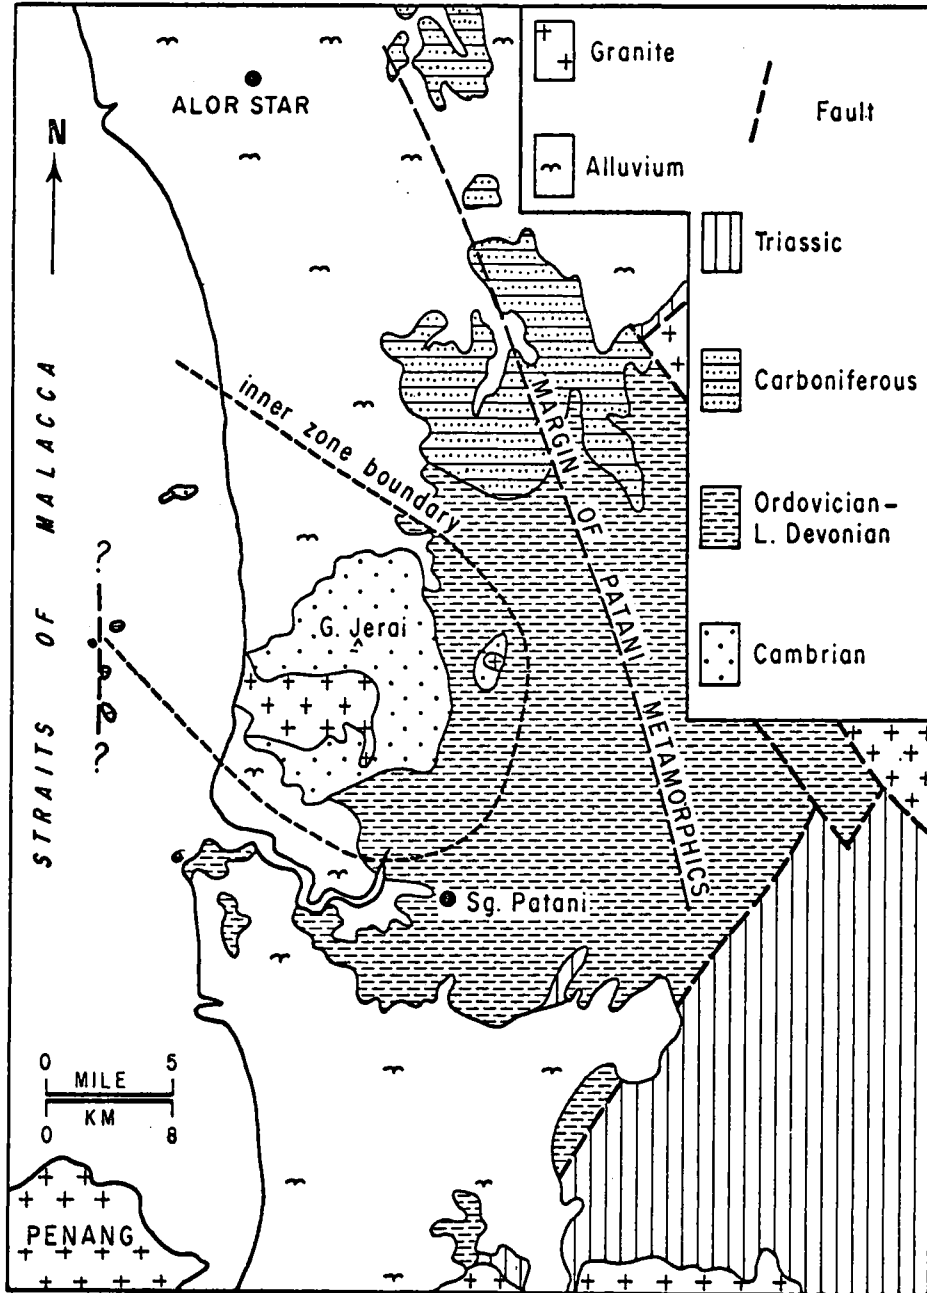 Granite
Fault
ALOR STAR
N
Alluvium
Triassic
STRAITS OF MALACCA
inner zone boundary
MARGIN OF PATANI METAMORPHICS
Carboniferous
Ordovician–
L. Devonian
?
G. Jerai
Cambrian
?
Sg. Patani
0 5
MILE
KM
0 8
PENANG